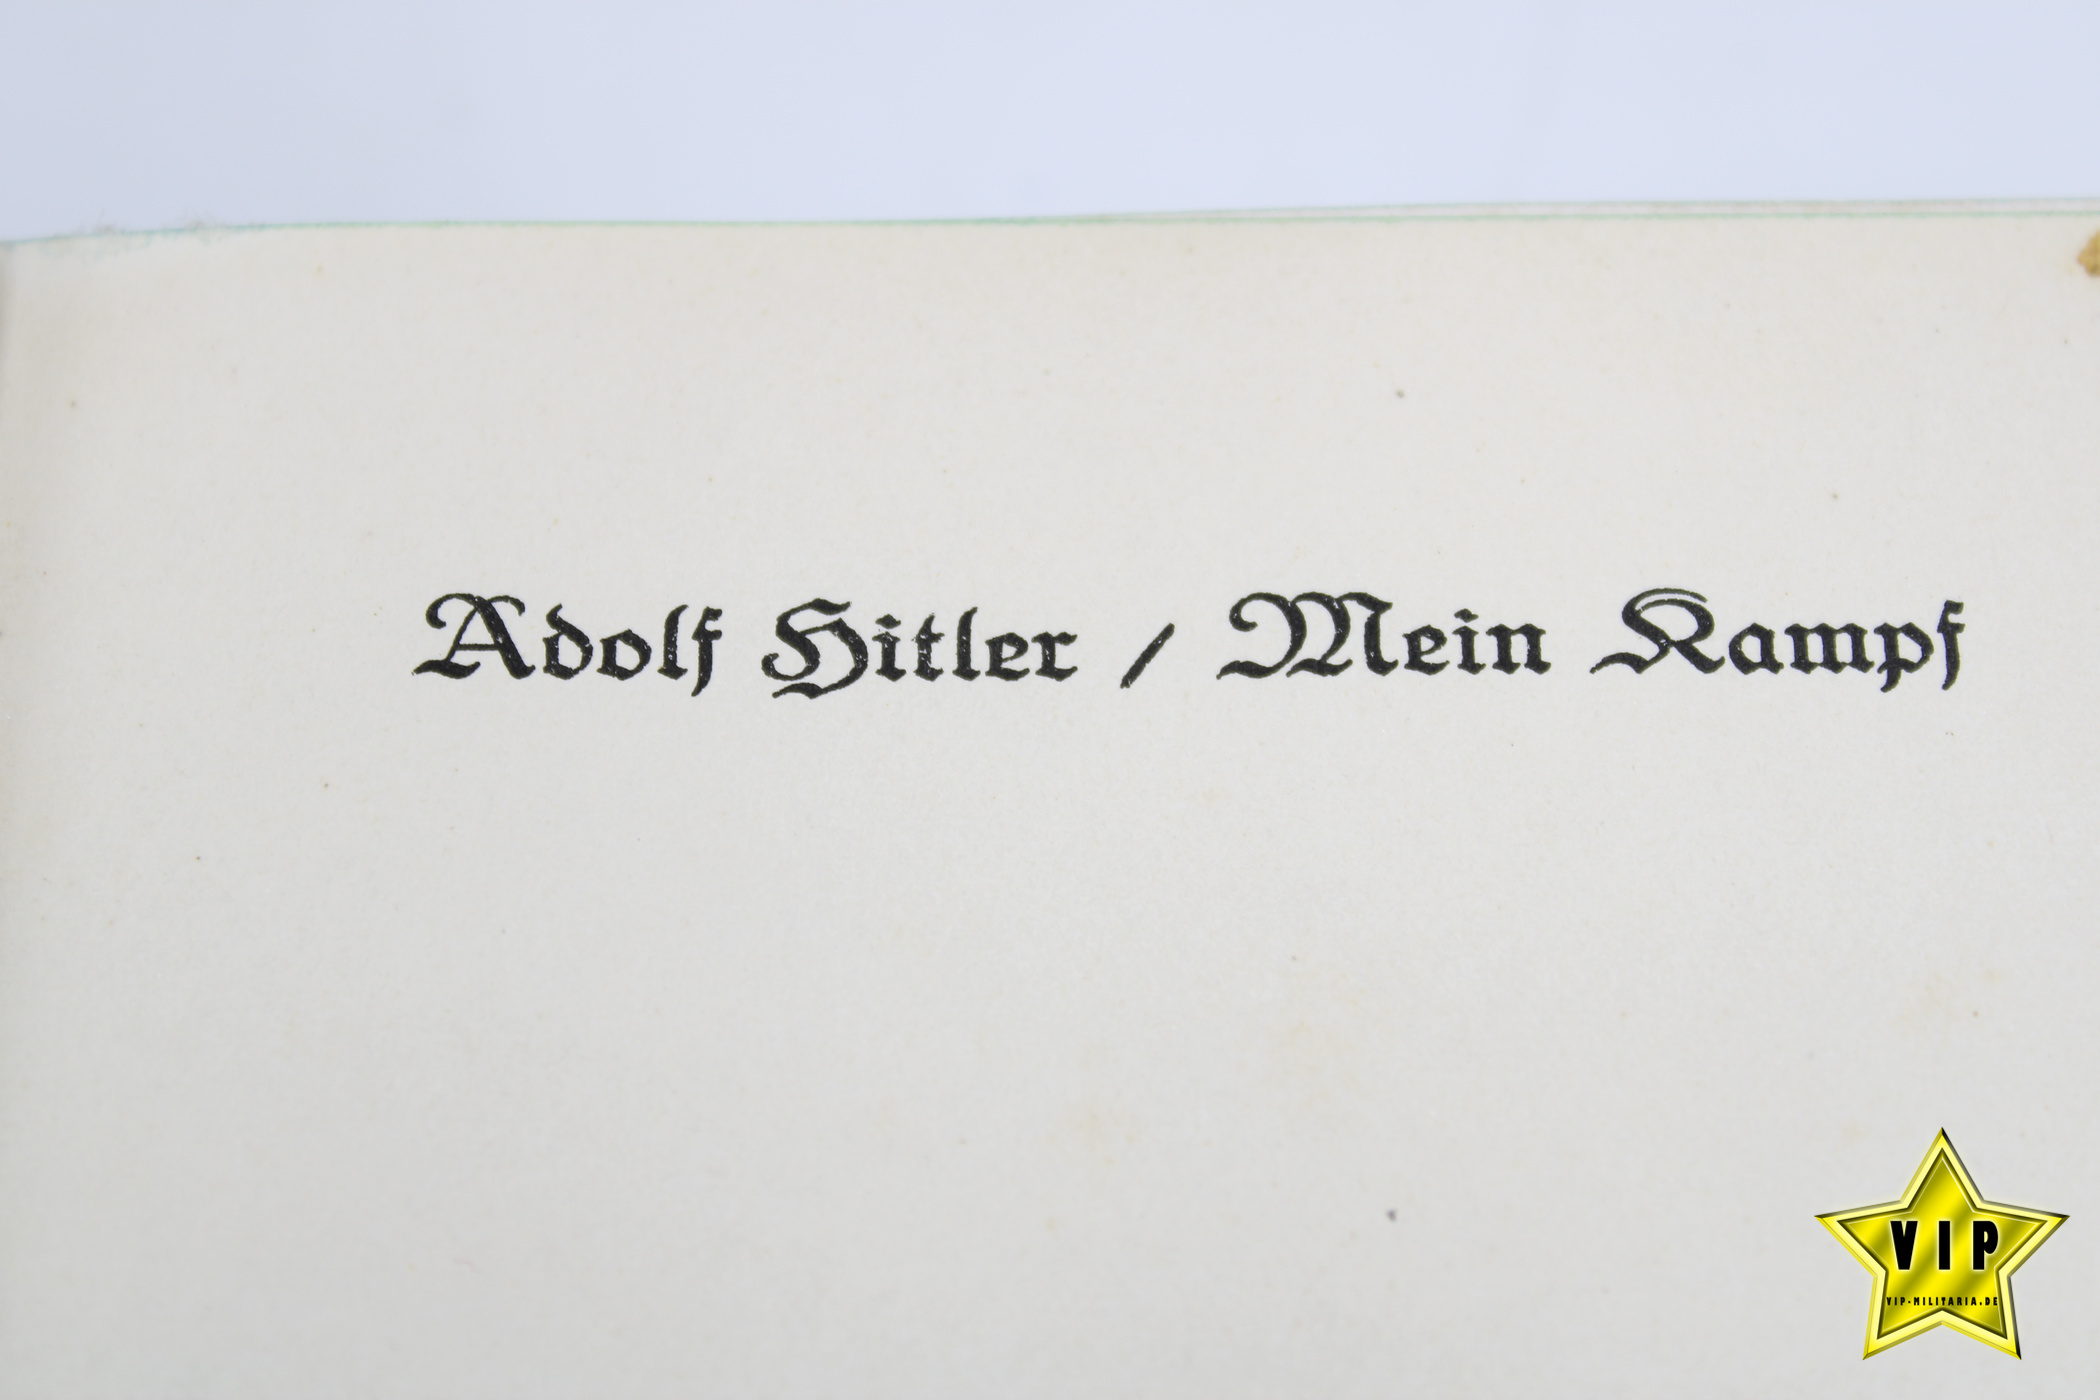 Adolf Hitler / Mein Kampf
VIP
VIP-MILITARIA.DE